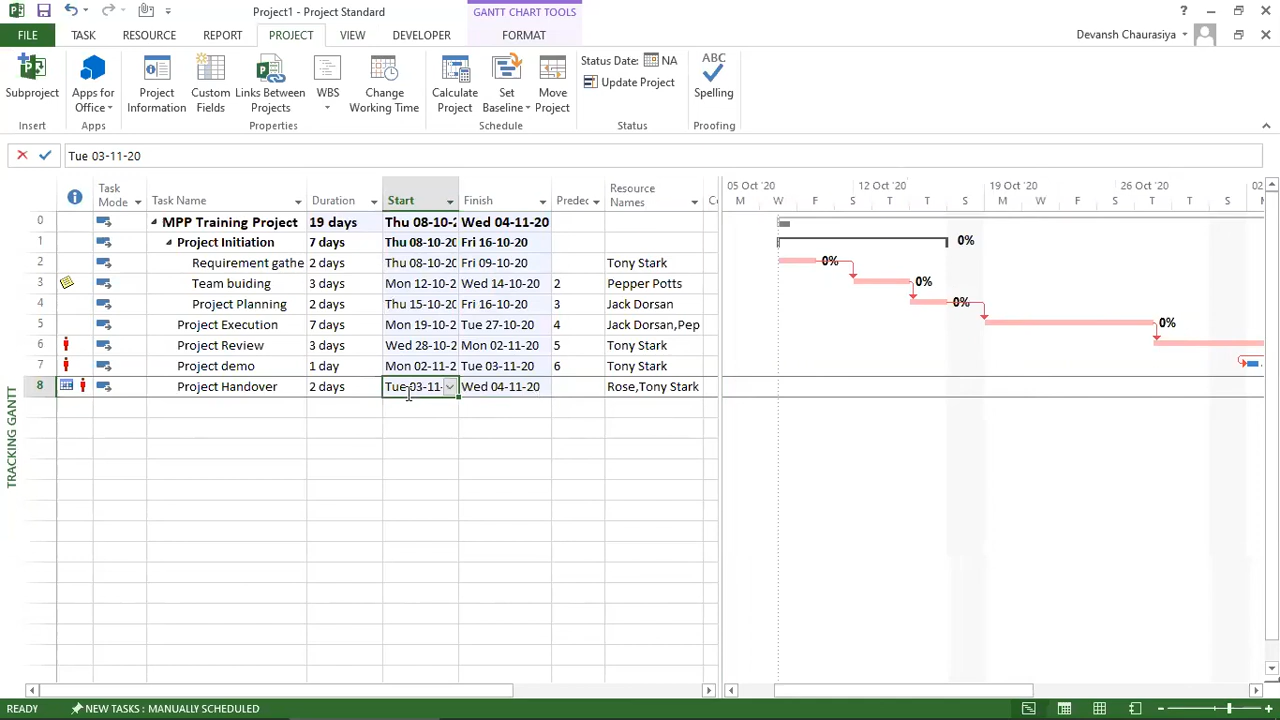 Project1 - Project Standard
GANTT CHART TOOLS
?
FILE
TASK
RESOURCE
REPORT
PROJECT
VIEW
DEVELOPER
FORMAT
Devansh Chaurasiya
Subproject
Apps for Office
Project Information
Custom Fields
Links Between Projects
WBS
Change Working Time
Calculate Project
Set Baseline
Move Project
Status Date: NA
Update Project
ABC
Spelling
Insert
Apps
Properties
Schedule
Status
Proofing
Tue 03-11-20
Task Mode
Task Name
Duration
Start
Finish
Predec
Resource Names
05 Oct '20
12 Oct '20
19 Oct '20
26 Oct '20
02
M W F S T T S M W F S T T S
0 MPP Training Project 19 days Thu 08-10-2 Wed 04-11-20
1 Project Initiation 7 days Thu 08-10-20 Fri 16-10-20 0%
2 Requirement gathe 2 days Thu 08-10-20 Fri 09-10-20 Tony Stark 0%
3 Team buiding 3 days Mon 12-10-2 Wed 14-10-20 2 Pepper Potts 0%
4 Project Planning 2 days Thu 15-10-20 Fri 16-10-20 3 Jack Dorsan 0%
5 Project Execution 7 days Mon 19-10-2 Tue 27-10-20 4 Jack Dorsan,Pep 0%
6 Project Review 3 days Wed 28-10-2 Mon 02-11-20 5 Tony Stark
7 Project demo 1 day Mon 02-11-2 Tue 03-11-20 6 Tony Stark
8 Project Handover 2 days Tue 03-11- Wed 04-11-20 Rose,Tony Stark
TRACKING GANTT
READY
NEW TASKS : MANUALLY SCHEDULED